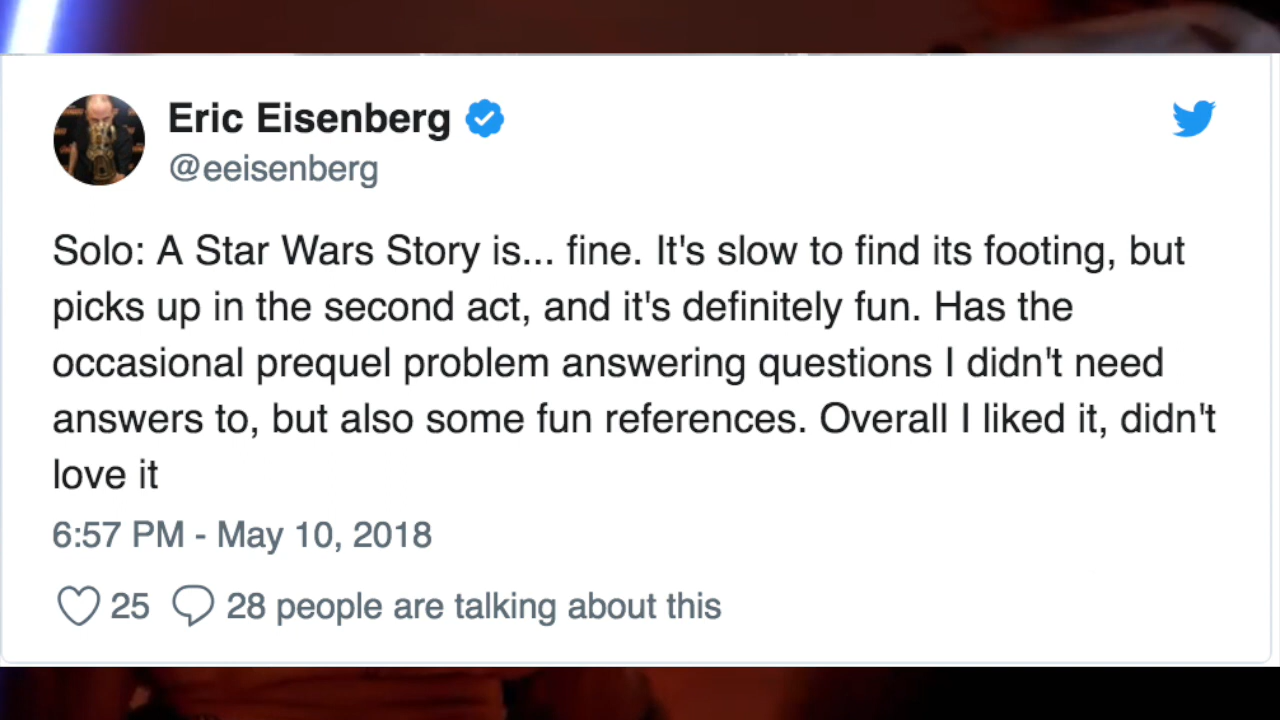 Eric Eisenberg
@eeisenberg
Solo: A Star Wars Story is... fine. It's slow to find its footing, but
picks up in the second act, and it's definitely fun. Has the
occasional prequel problem answering questions I didn't need
answers to, but also some fun references. Overall I liked it, didn't
love it
6:57 PM - May 10, 2018
25 28 people are talking about this